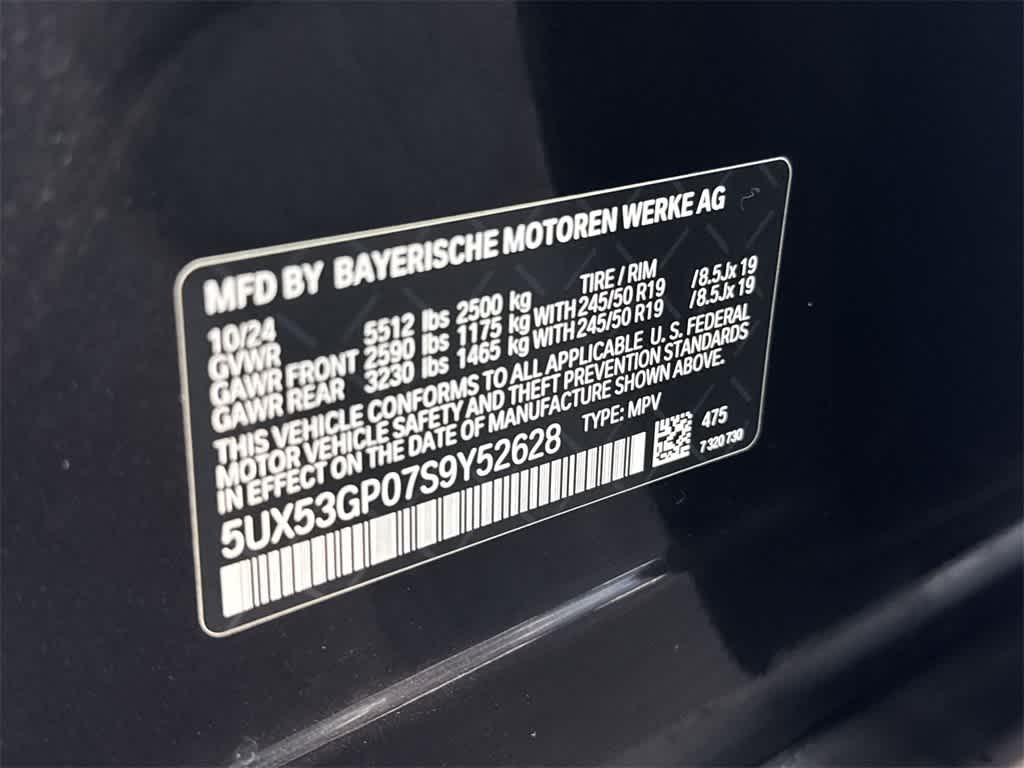 MFD BY BAYERISCHE MOTOREN WERKE AG
10/24 TIRE / RIM
GVWR 5512 lbs 2500 kg
GAWR FRONT 2590 lbs 1175 kg WITH 245/50 R19 /8.5Jx 19
GAWR REAR 3230 lbs 1465 kg WITH 245/50 R19 /8.5Jx 19
THIS VEHICLE CONFORMS TO ALL APPLICABLE U. S. FEDERAL
MOTOR VEHICLE SAFETY AND THEFT PREVENTION STANDARDS
IN EFFECT ON THE DATE OF MANUFACTURE SHOWN ABOVE.
5UX53GP07S9Y52628 TYPE: MPV
475
7 320 730